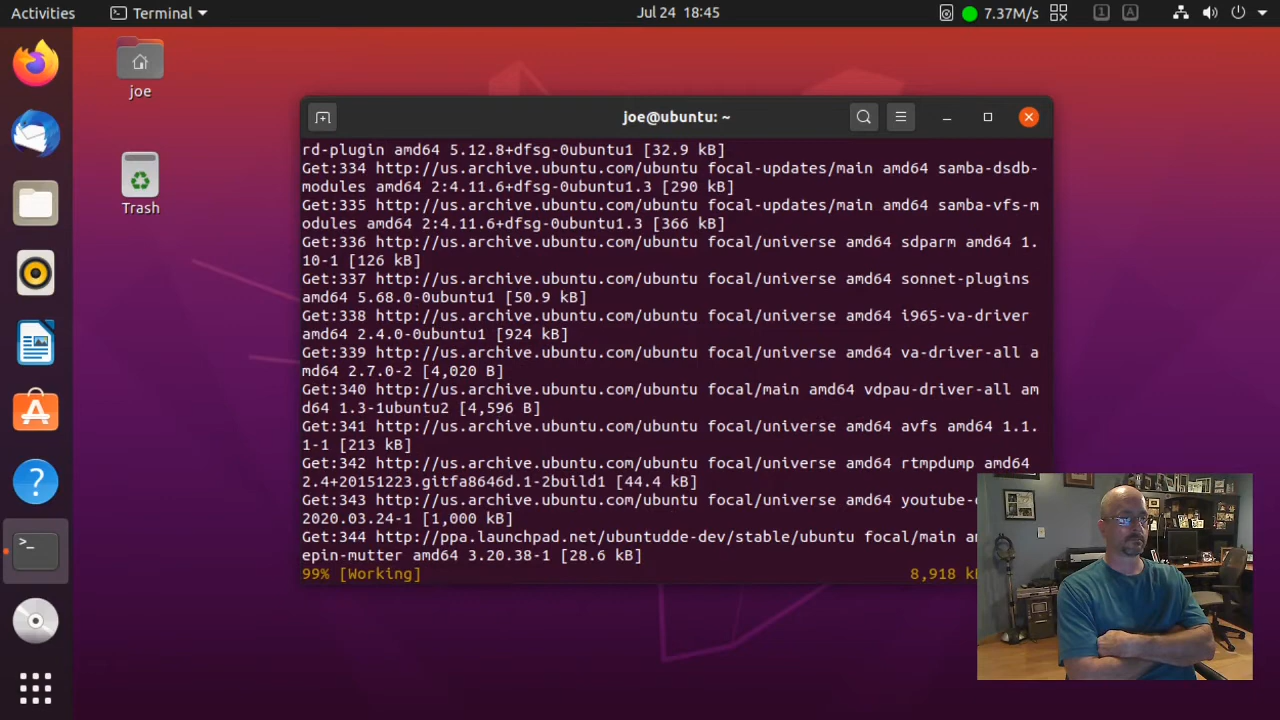 Activities
Terminal
Jul 24 18:45
7.37M/s
1
A
joe
Trash
joe@ubuntu: ~
rd-plugin amd64 5.12.8+dfsg-0ubuntu1 [32.9 kB]
Get:334 http://us.archive.ubuntu.com/ubuntu focal-updates/main amd64 samba-dsdb-
modules amd64 2:4.11.6+dfsg-0ubuntu1.3 [290 kB]
Get:335 http://us.archive.ubuntu.com/ubuntu focal-updates/main amd64 samba-vfs-m
odules amd64 2:4.11.6+dfsg-0ubuntu1.3 [366 kB]
Get:336 http://us.archive.ubuntu.com/ubuntu focal/universe amd64 sdparm amd64 1.
10-1 [126 kB]
Get:337 http://us.archive.ubuntu.com/ubuntu focal/universe amd64 sonnet-plugins
amd64 5.68.0-0ubuntu1 [50.9 kB]
Get:338 http://us.archive.ubuntu.com/ubuntu focal/universe amd64 i965-va-driver
amd64 2.4.0-0ubuntu1 [924 kB]
Get:339 http://us.archive.ubuntu.com/ubuntu focal/universe amd64 va-driver-all a
md64 2.7.0-2 [4,020 B]
Get:340 http://us.archive.ubuntu.com/ubuntu focal/main amd64 vdpau-driver-all am
d64 1.3-1ubuntu2 [4,596 B]
Get:341 http://us.archive.ubuntu.com/ubuntu focal/universe amd64 avfs amd64 1.1.
1-1 [213 kB]
Get:342 http://us.archive.ubuntu.com/ubuntu focal/universe amd64 rtmpdump amd64
2.4+20151223.gitfa8646d.1-2build1 [44.4 kB]
Get:343 http://us.archive.ubuntu.com/ubuntu focal/universe amd64 youtube-
2020.03.24-1 [1,000 kB]
Get:344 http://ppa.launchpad.net/ubuntudde-dev/stable/ubuntu focal/main a
epin-mutter amd64 3.20.38-1 [28.6 kB]
99% [Working] 8,918 k